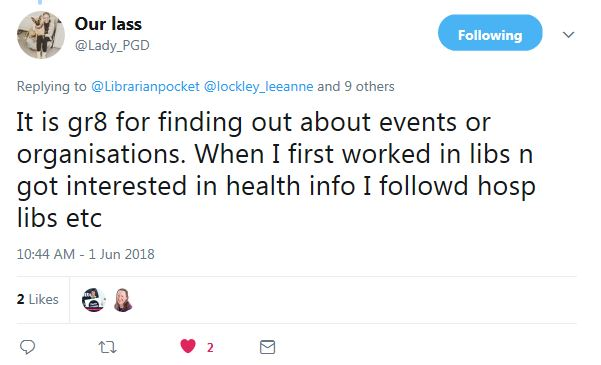 Our lass
@Lady_PGD
Following
Replying to @Librarianpocket @lockley_leeanne and 9 others
It is gr8 for finding out about events or
organisations. When I first worked in libs n
got interested in health info I followd hosp
libs etc
10:44 AM - 1 Jun 2018
2 Likes
2